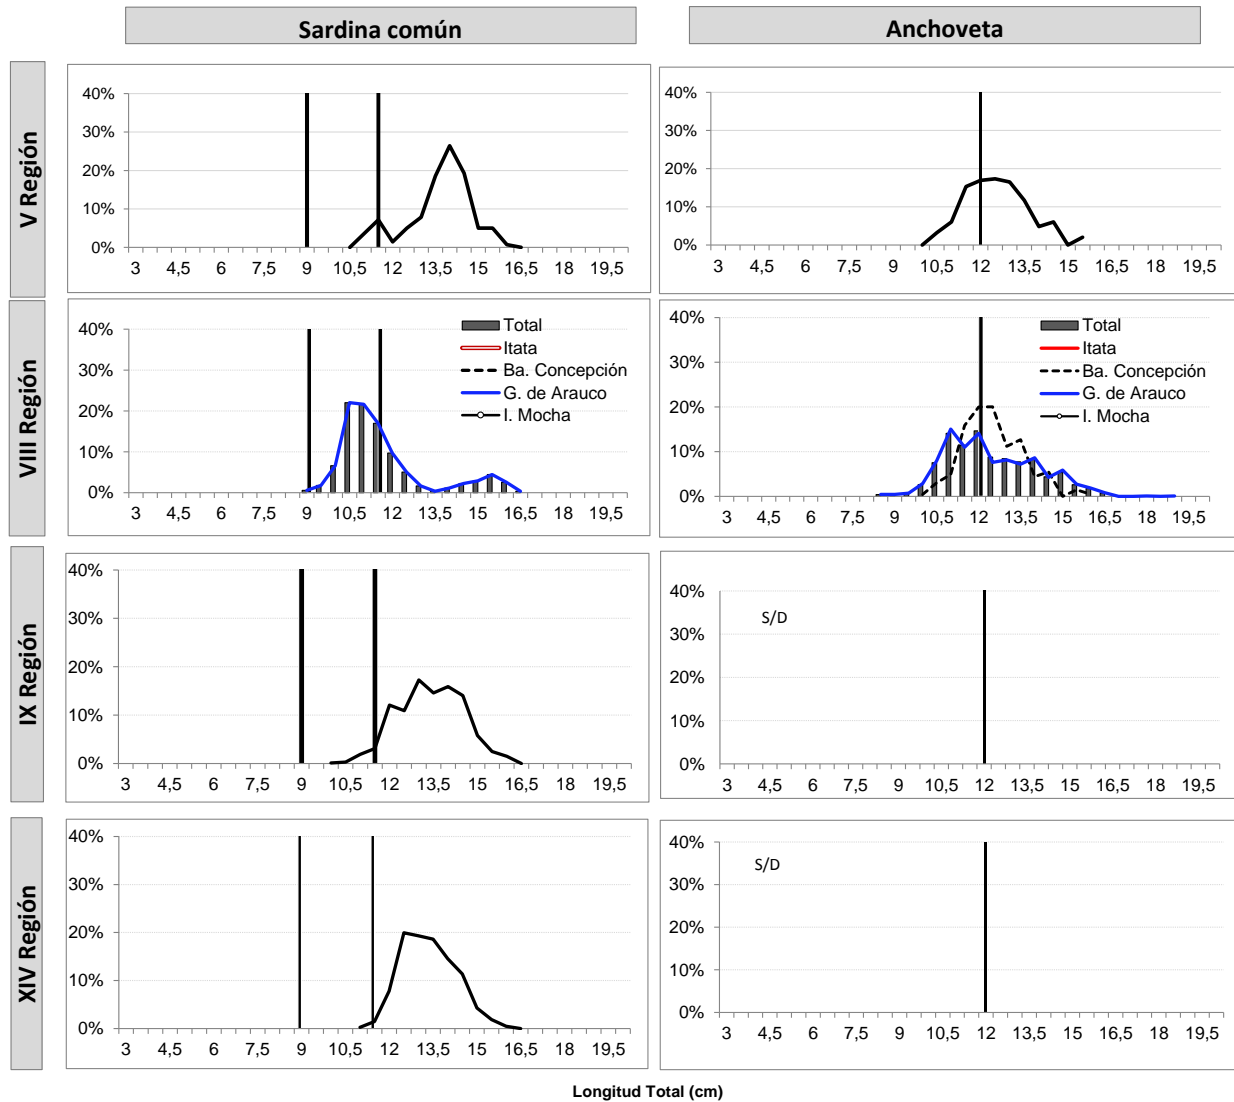 Sardina común
Anchoveta
V Región
40%
30%
20%
10%
0%
3 4,5 6 7,5 9 10,5 12 13,5 15 16,5 18 19,5
40%
30%
20%
10%
0%
3 4,5 6 7,5 9 10,5 12 13,5 15 16,5 18 19,5
VIII Región
40%
30%
20%
10%
0%
Total
Itata
Ba. Concepción
G. de Arauco
I. Mocha
3 4,5 6 7,5 9 10,5 12 13,5 15 16,5 18 19,5
40%
30%
20%
10%
0%
Total
Itata
Ba. Concepción
G. de Arauco
I. Mocha
3 4,5 6 7,5 9 10,5 12 13,5 15 16,5 18 19,5
IX Región
40%
30%
20%
10%
0%
3 4,5 6 7,5 9 10,5 12 13,5 15 16,5 18 19,5
S/D
40%
30%
20%
10%
0%
3 4,5 6 7,5 9 10,5 12 13,5 15 16,5 18 19,5
XIV Región
40%
30%
20%
10%
0%
3 4,5 6 7,5 9 10,5 12 13,5 15 16,5 18 19,5
S/D
40%
30%
20%
10%
0%
3 4,5 6 7,5 9 10,5 12 13,5 15 16,5 18 19,5
Longitud Total (cm)